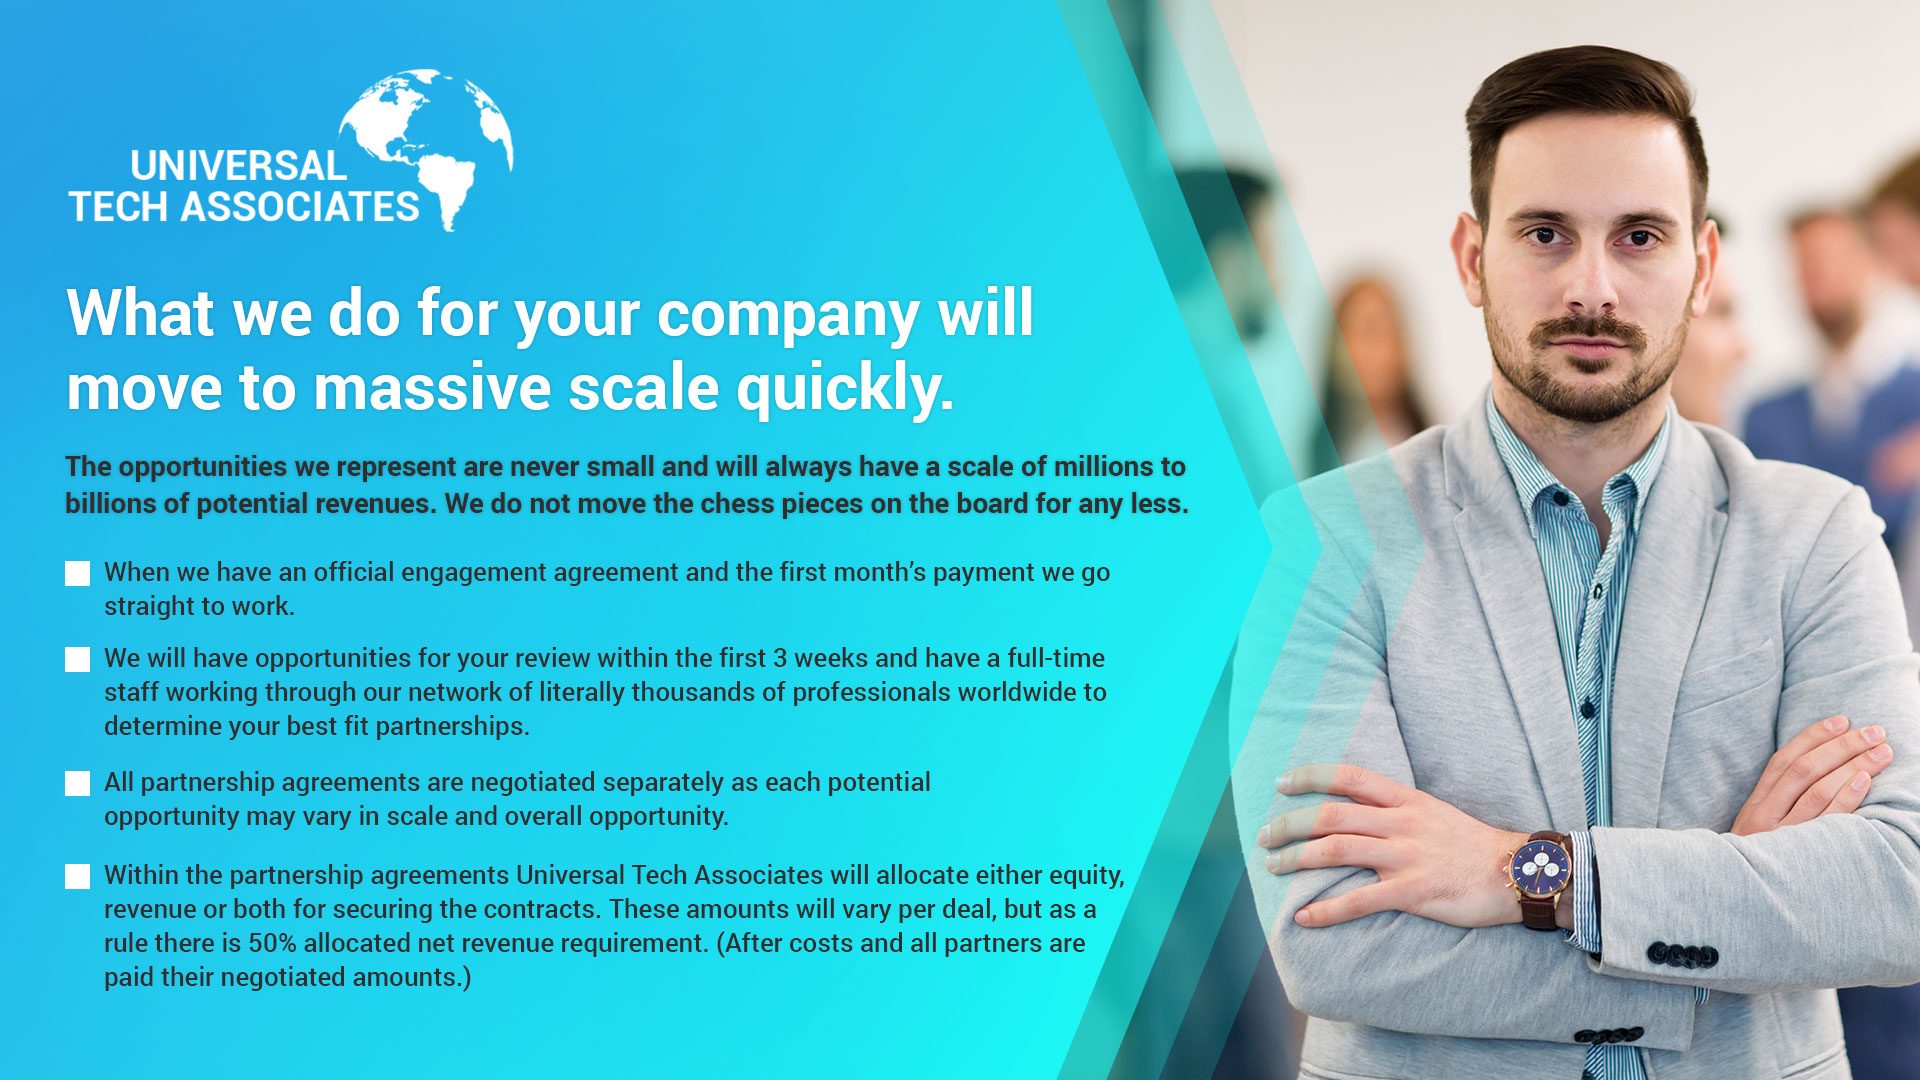 UNIVERSAL
TECH ASSOCIATES
What we do for your company will
move to massive scale quickly.
The opportunities we represent are never small and will always have a scale of millions to
billions of potential revenues. We do not move the chess pieces on the board for any less.
When we have an official engagement agreement and the first month’s payment we go
straight to work.
We will have opportunities for your review within the first 3 weeks and have a full-time
staff working through our network of literally thousands of professionals worldwide to
determine your best fit partnerships.
All partnership agreements are negotiated separately as each potential
opportunity may vary in scale and overall opportunity.
Within the partnership agreements Universal Tech Associates will allocate either equity,
revenue or both for securing the contracts. These amounts will vary per deal, but as a
rule there is 50% allocated net revenue requirement. (After costs and all partners are
paid their negotiated amounts.)